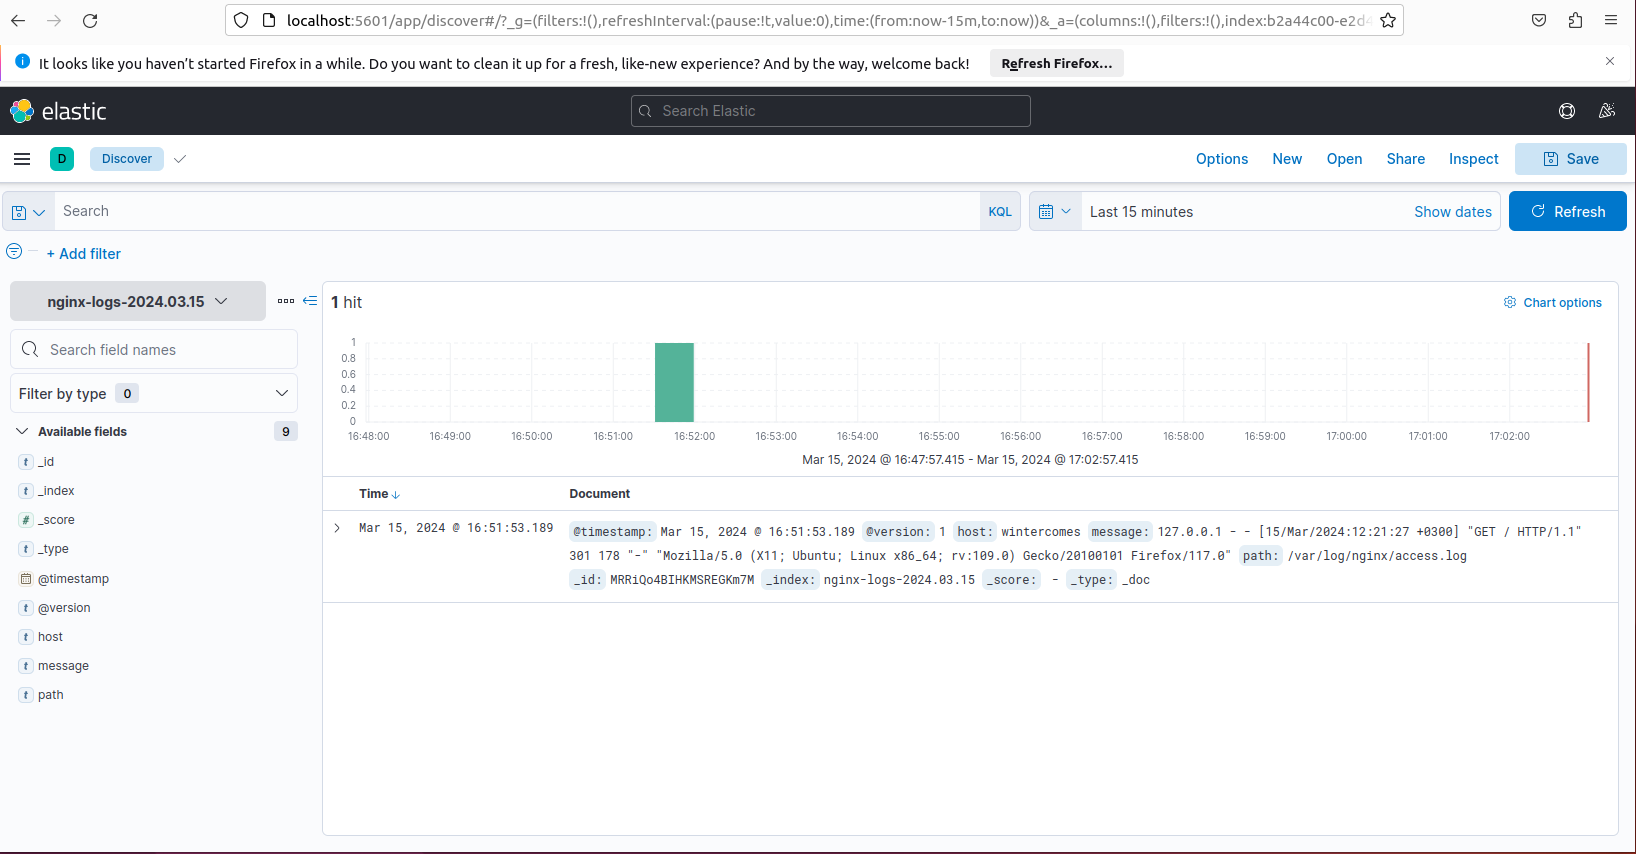 localhost:5601/app/discover#/?_g=(filters:!(),refreshInterval:(pause:!t,value:0),time:(from:now-15m,to:now))&_a=(columns:!(),filters:!(),index:b2a44c00-e2d4
It looks like you haven't started Firefox in a while. Do you want to clean it up for a fresh, like-new experience? And by the way, welcome back! Refresh Firefox...
elastic Search Elastic
D Discover Options New Open Share Inspect Save
Search KQL Last 15 minutes Show dates Refresh
+ Add filter
nginx-logs-2024.03.15 1 hit Chart options
Search field names
Filter by type 0
Available fields 9
_id
_index
_score
_type
@timestamp
@version
host
message
path
1
0.8
0.6
0.4
0.2
0
16:48:00 16:49:00 16:50:00 16:51:00 16:52:00 16:53:00 16:54:00 16:55:00 16:56:00 16:57:00 16:58:00 16:59:00 17:00:00 17:01:00 17:02:00
Mar 15, 2024 @ 16:47:57.415 - Mar 15, 2024 @ 17:02:57.415
Time Document
Mar 15, 2024 @ 16:51:53.189 @timestamp: Mar 15, 2024 @ 16:51:53.189 @version: 1 host: wintercomes message: 127.0.0.1 - - [15/Mar/2024:12:21:27 +0300] "GET / HTTP/1.1"
301 178 "-" "Mozilla/5.0 (X11; Ubuntu; Linux x86_64; rv:109.0) Gecko/20100101 Firefox/117.0" path: /var/log/nginx/access.log
_id: MRRiQo4BIHKMSREGKm7M _index: nginx-logs-2024.03.15 _score: - _type: _doc